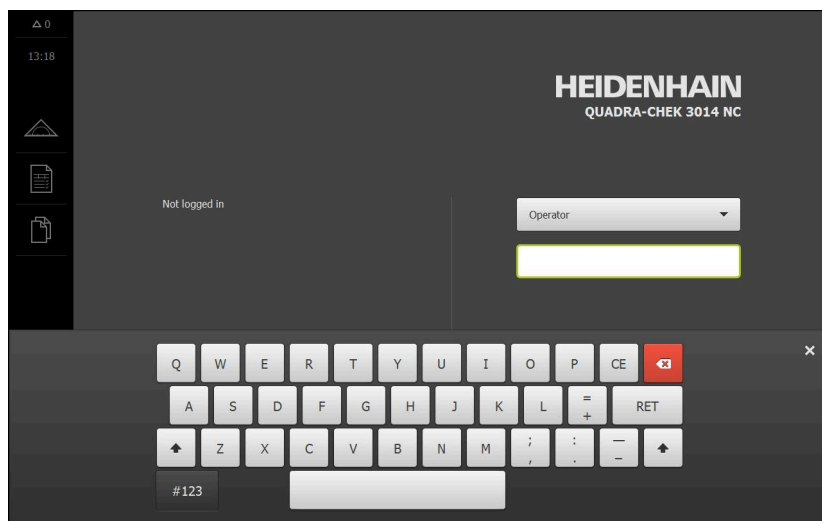 0
13:18
HEIDENHAIN
QUADRA-CHEK 3014 NC
Not logged in
Operator
Q W E R T Y U I O P CE
A S D F G H J K L = + RET
Z X C V B N M ; , : . — –
#123